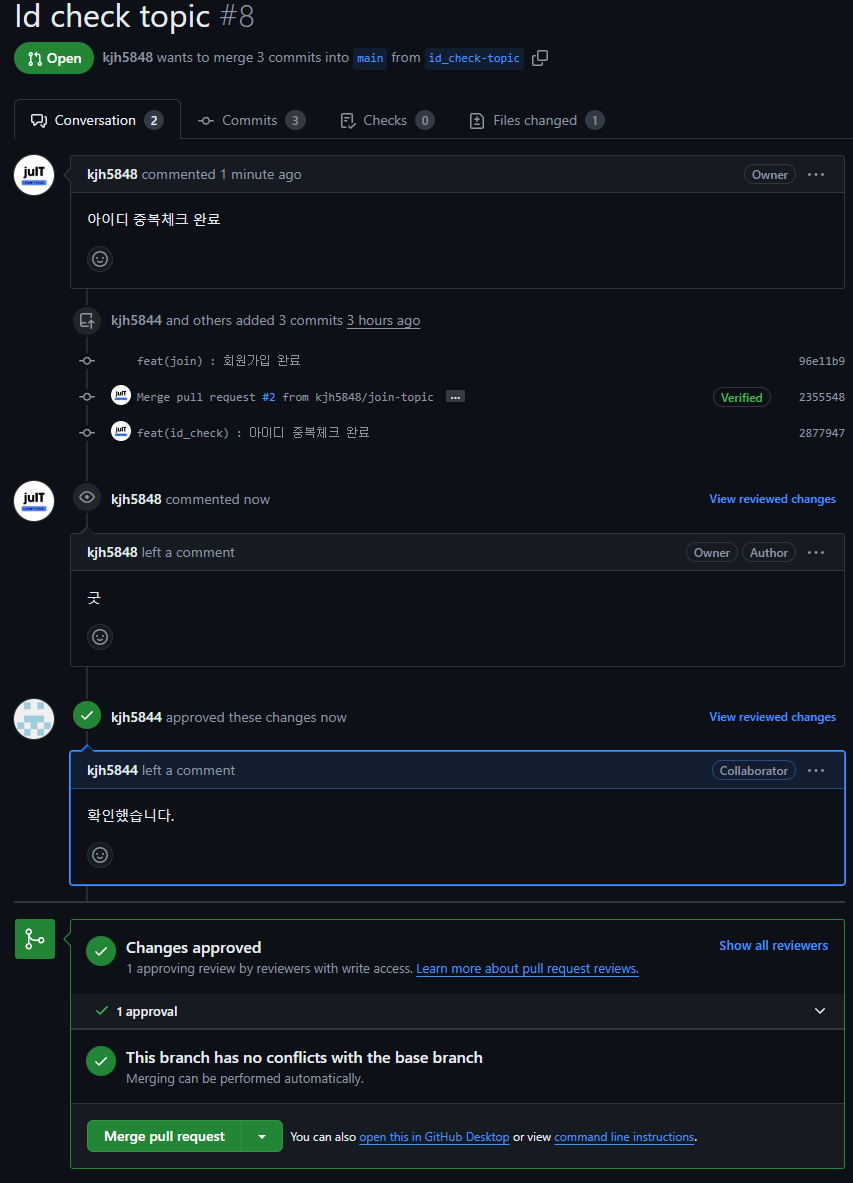 Id check topic #8
Open kjh5848 wants to merge 3 commits into main from id_check-topic
Conversation 2 Commits 3 Checks 0 Files changed 1
juIT
kjh5848 commented 1 minute ago Owner ...
아이디 중복체크 완료
kjh5844 and others added 3 commits 3 hours ago
feat(join) : 회원가입 완료 96e11b9
juIT Merge pull request #2 from kjh5848/join-topic ... Verified 2355548
juIT feat(id_check) : 아이디 중복체크 완료 2877947
juIT
kjh5848 commented now View reviewed changes
kjh5848 left a comment Owner Author ...
굿
kjh5844 approved these changes now View reviewed changes
kjh5844 left a comment Collaborator ...
확인했습니다.
Changes approved Show all reviewers
1 approving review by reviewers with write access. Learn more about pull request reviews.
1 approval
This branch has no conflicts with the base branch
Merging can be performed automatically.
Merge pull request You can also open this in GitHub Desktop or view command line instructions.